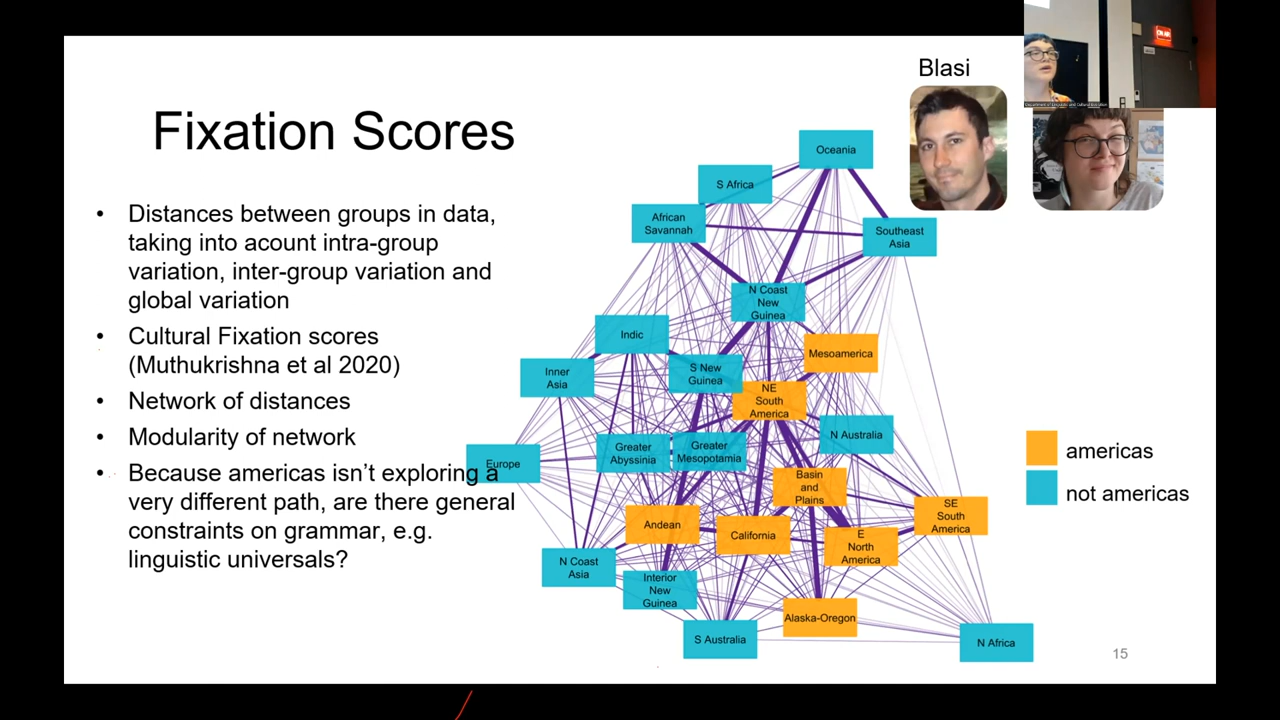 Blasi
ON AIR
Fixation Scores
• Distances between groups in data,
taking into acount intra-group
variation, inter-group variation and
global variation
• Cultural Fixation scores
(Muthukrishna et al 2020)
• Network of distances
• Modularity of network
• Because americas isn’t exploring a
very different path, are there general
constraints on grammar, e.g.
linguistic universals?
Oceania
S Africa
African
Savannah
Southeast
Asia
N Coast
New
Guinea
Indic
Mesoamerica
Inner
Asia
S New
Guinea
NE
South
America
N Australia
Europe
Greater
Abyssinia
Greater
Mesopotamia
Basin
and
Plains
SE
South
America
Andean
California
E
North
America
N Coast
Asia
Interior
New
Guinea
Alaska-Oregon
S Australia
N Africa
americas
not americas
15